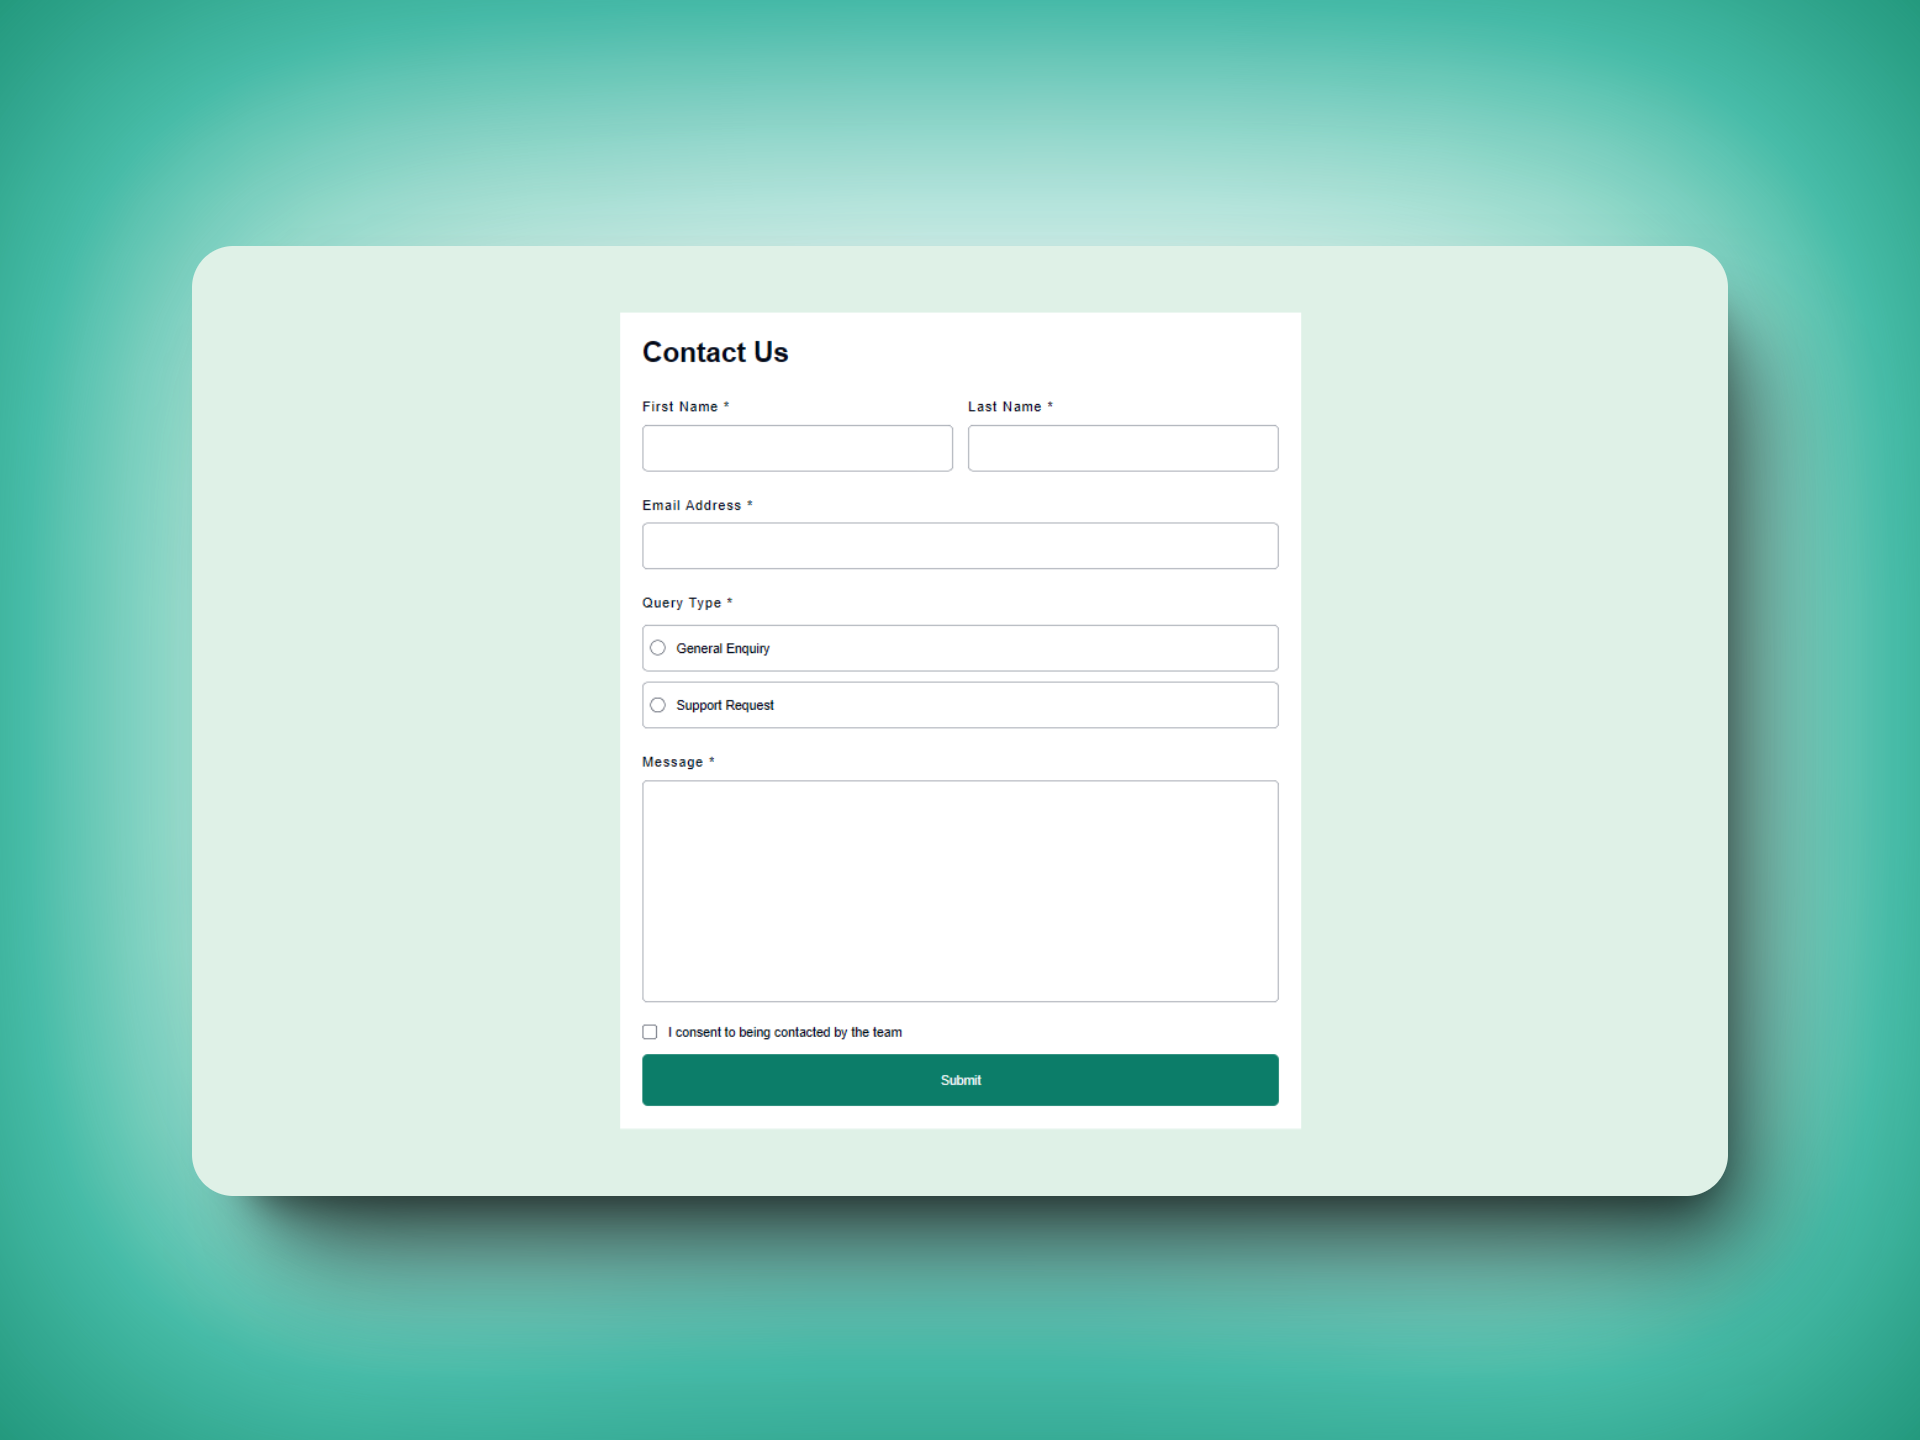 Contact Us
First Name *
Last Name *
Email Address *
Query Type *
General Enquiry
Support Request
Message *
I consent to being contacted by the team
Submit